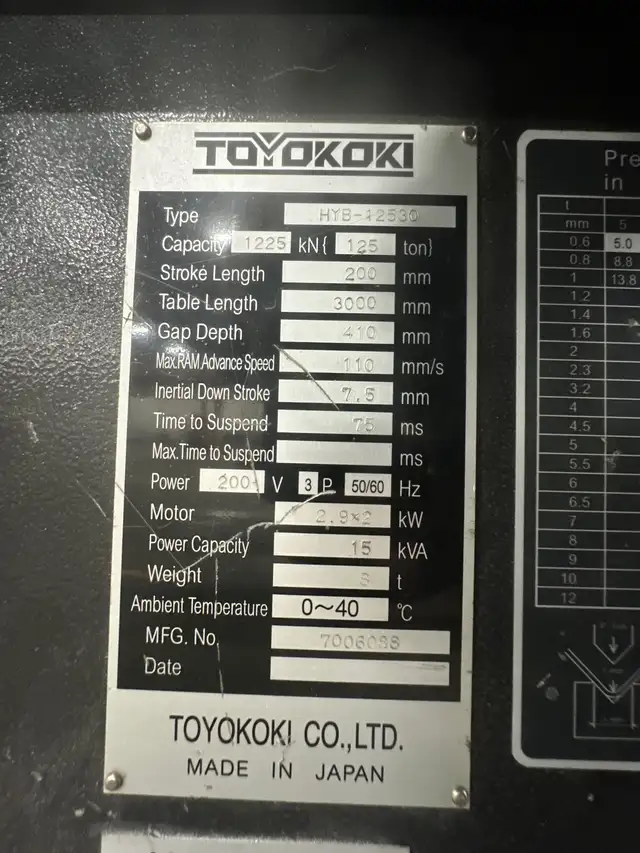 TOYOKOKI
Type HYB-12530
Capacity 1225 kN{ 125 ton}
Stroke Length 200 mm
Table Length 3000 mm
Gap Depth 410 mm
Max.RAM Advance Speed 110 mm/s
Inertial Down Stroke 7.5 mm
Time to Suspend 75 ms
Max.Time to Suspend ms
Power 200 V 3 P 50/60 Hz
Motor kW
Power Capacity 15 kVA
Weight t
Ambient Temperature 0~40 °C
MFG. No.
Date
TOYOKOKI CO.,LTD.
MADE IN JAPAN
Pre
in
t
mm 5
0.6 5.0
0.8 8.8
1 13.8
1.2
1.4
1.6
2
2.3
3.2
4
4.5
5
5.5
6
6.5
7
8
9
10
12